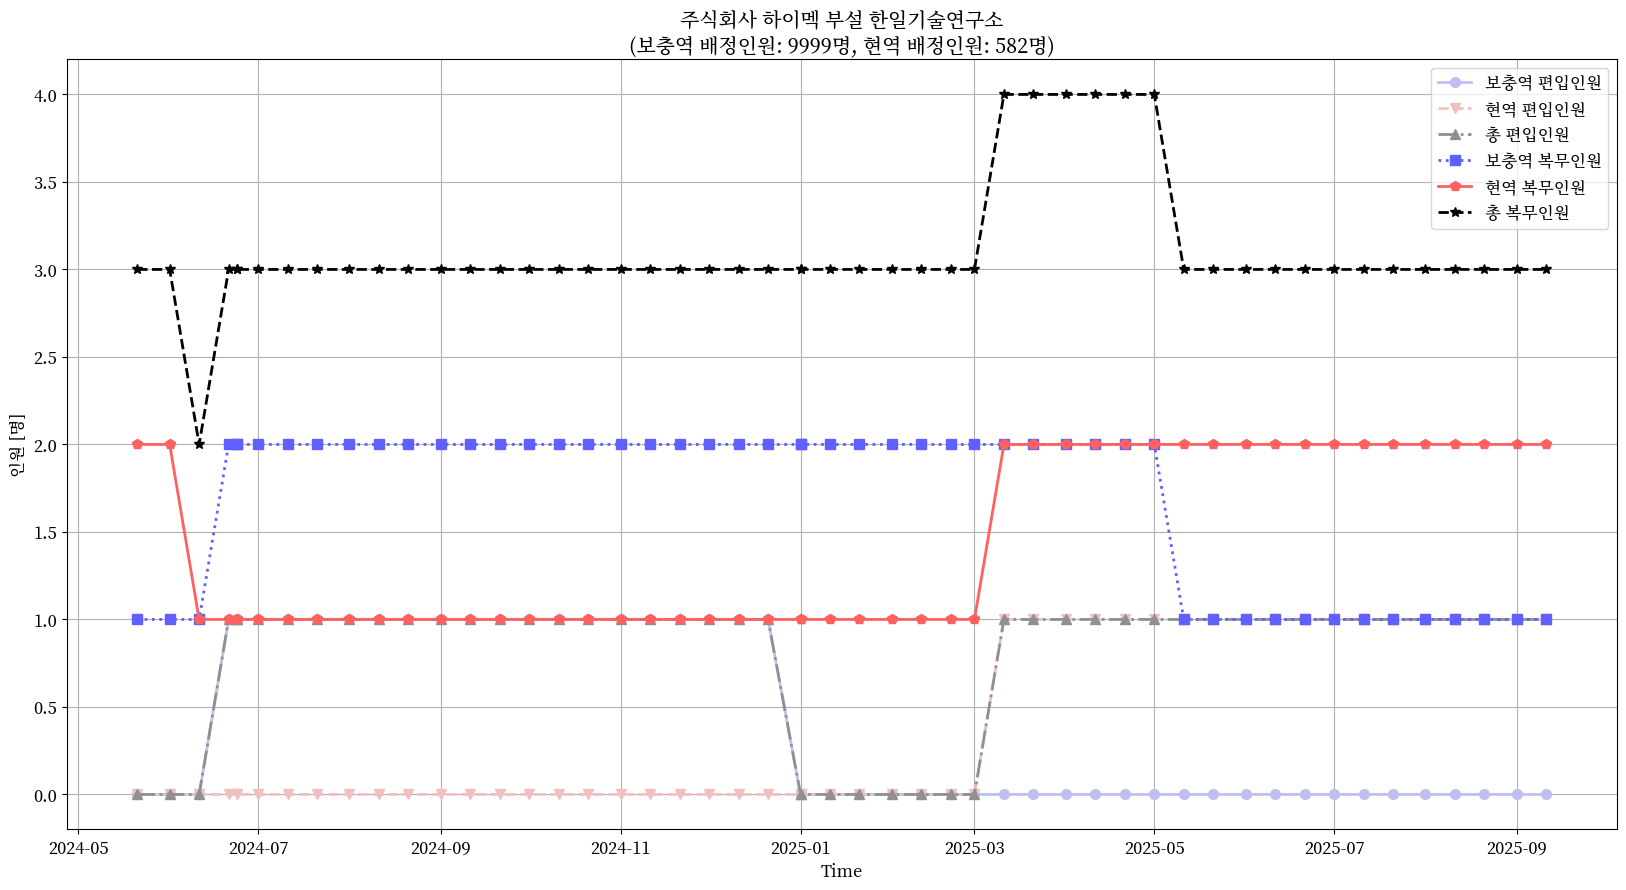 주식회사 하이멕 부설 한일기술연구소
(보충역 배정인원: 9999명, 현역 배정인원: 582명)
보충역 편입인원
현역 편입인원
총 편입인원
보충역 복무인원
현역 복무인원
총 복무인원
인원 [명]
4.0
3.5
3.0
2.5
2.0
1.5
1.0
0.5
0.0
2024-05
2024-07
2024-09
2024-11
2025-01
2025-03
2025-05
2025-07
2025-09
Time